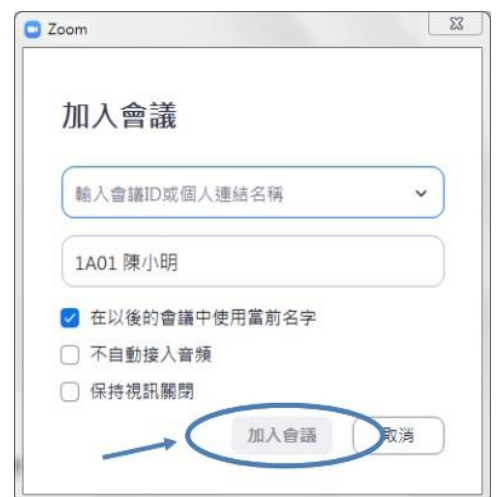 Zoom
加入會議
輸入會議ID或個人連結名稱
1A01 陳小明
在以後的會議中使用當前名字
不自動接入音頻
保持視訊關閉
加入會議 取消